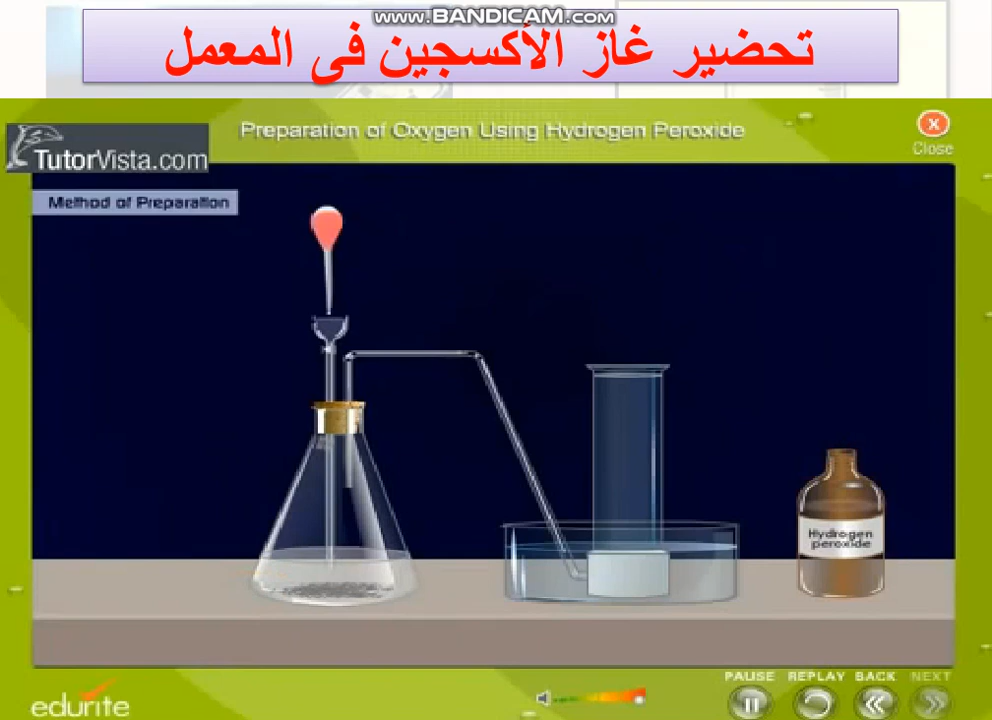 www.BANDICAM.com
تحضير غاز الأكسجين فى المعمل
Preparation of Oxygen Using Hydrogen Peroxide
Close
TutorVista.com
Method of Preparation
Hydrogen
peroxide
PAUSE REPLAY BACK NEXT
edurite